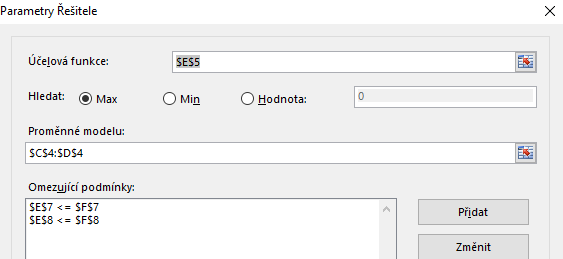 Parametry Řešitele
Účelová funkce: $E$5
Hledat: Max Min Hodnota: 0
Proměnné modelu:
$C$4:$D$4
Omezující podmínky:
$E$7 <= $F$7
$E$8 <= $F$8
Přidat
Změnit